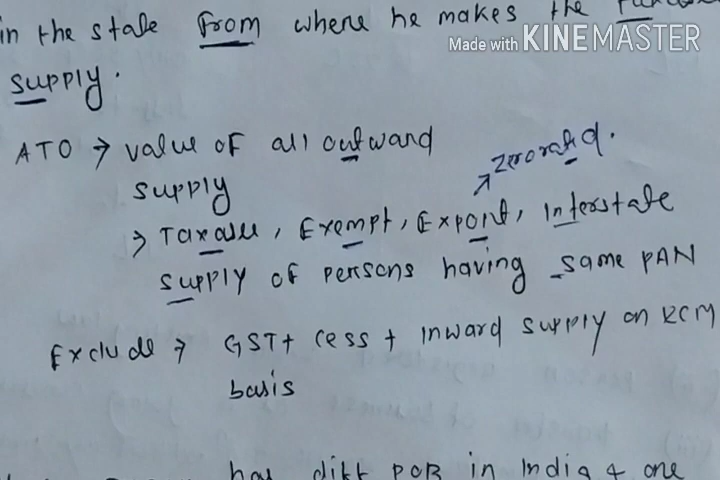 in the state From where he makes the
Made with KINEMASTER
supply.
ATO → value of all outward
supply
→ zero rated.
→ Taxable, Exempt, Export, Interstate
supply of persons having same PAN
Exclude → GST + cess + Inward supply on RCM
basis
has diff POB in India & one